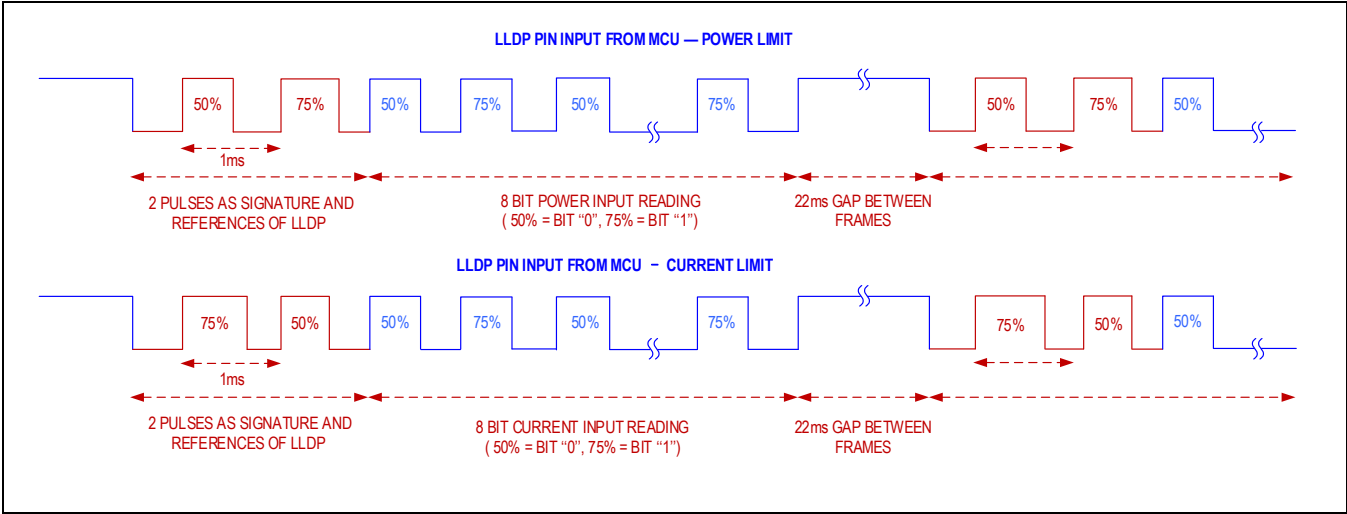 LLDP PIN INPUT FROM MCU — POWER LIMIT
50% 75% 50% 75% 50% 75% 50% 75% 50%
1ms
2 PULSES AS SIGNATURE AND
REFERENCES OF LLDP
8 BIT POWER INPUT READING
( 50% = BIT “0”, 75% = BIT “1”)
22ms GAP BETWEEN
FRAMES
LLDP PIN INPUT FROM MCU – CURRENT LIMIT
75% 50% 50% 75% 50% 75% 75% 50% 50%
1ms
2 PULSES AS SIGNATURE AND
REFERENCES OF LLDP
8 BIT CURRENT INPUT READING
( 50% = BIT “0”, 75% = BIT “1”)
22ms GAP BETWEEN
FRAMES